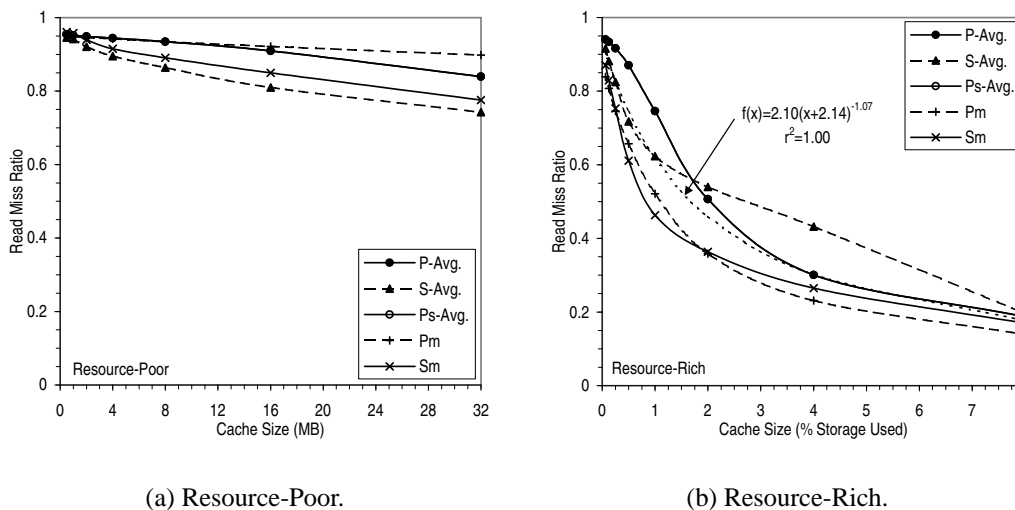 1
0.8
0.6
0.4
0.2
0
Read Miss Ratio
P-Avg.
S-Avg.
Ps-Avg.
Pm
Sm
Resource-Poor
0 4 8 12 16 20 24 28 32
Cache Size (MB)
(a) Resource-Poor.
1
0.8
0.6
0.4
0.2
0
Read Miss Ratio
P-Avg.
S-Avg.
Ps-Avg.
Pm
Sm
f(x)=2.10(x+2.14)^-1.07
r^2=1.00
Resource-Rich
0 1 2 3 4 5 6 7
Cache Size (% Storage Used)
(b) Resource-Rich.